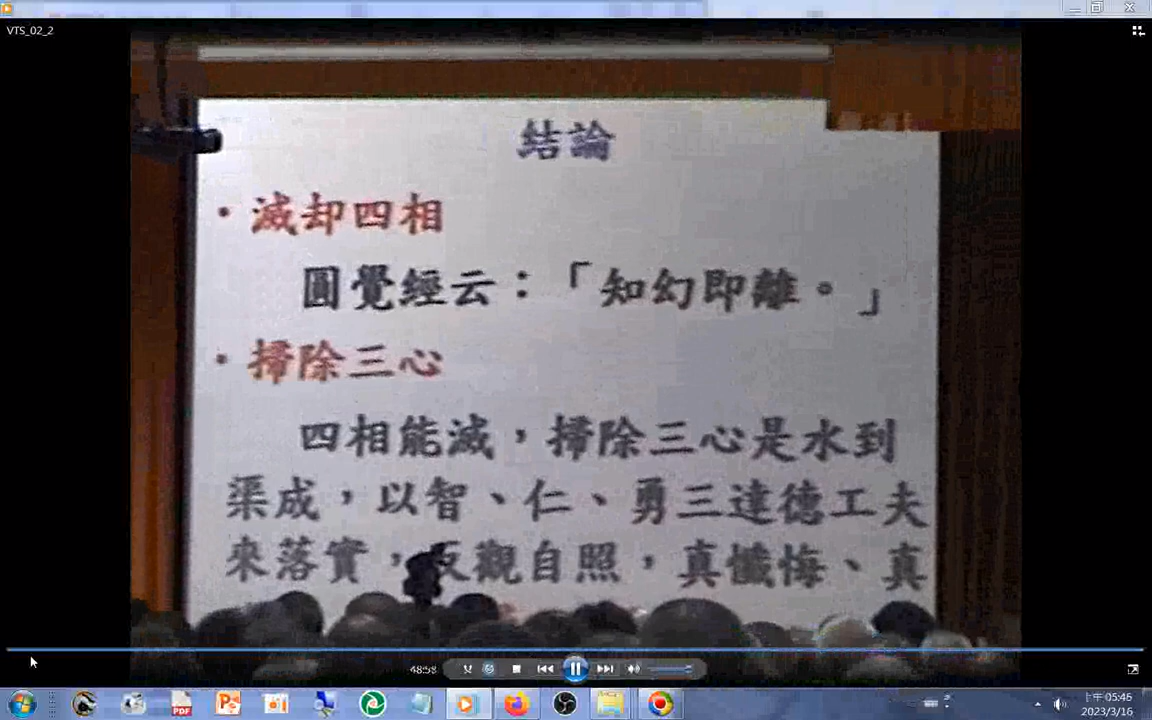 VTS_02_2
結論
・滅却四相
圓覺經云：「知幻即離。」
・掃除三心
四相能滅，掃除三心是水到
渠成，以智、仁、勇三達德工夫
來落實，反觀自照，真懺悔、真
48:58
PDF
上午 05:46
2023/3/16